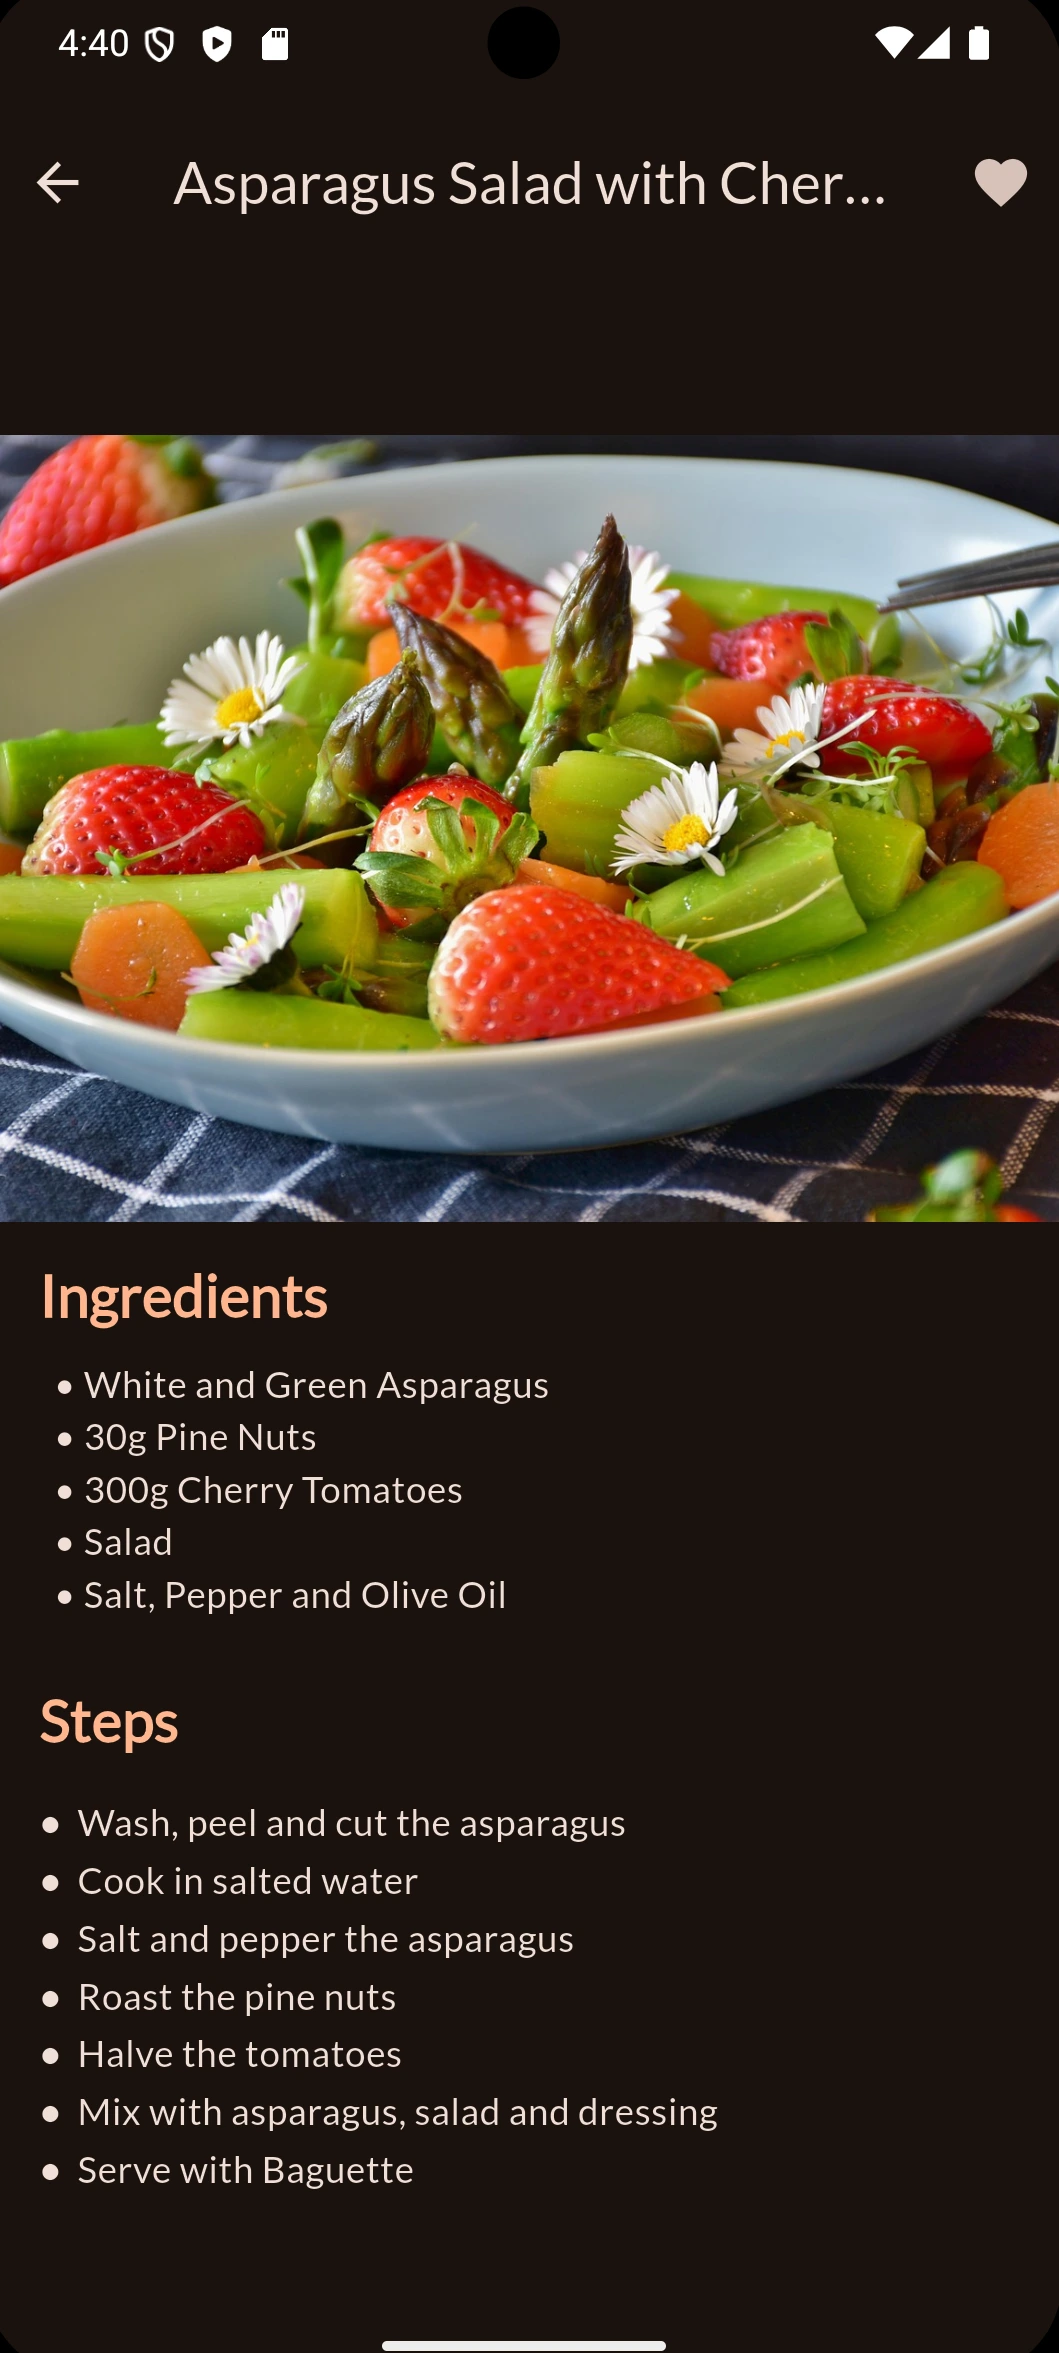 4:40
Asparagus Salad with Cher...
Ingredients
• White and Green Asparagus
• 30g Pine Nuts
• 300g Cherry Tomatoes
• Salad
• Salt, Pepper and Olive Oil
Steps
● Wash, peel and cut the asparagus
● Cook in salted water
● Salt and pepper the asparagus
● Roast the pine nuts
● Halve the tomatoes
● Mix with asparagus, salad and dressing
● Serve with Baguette